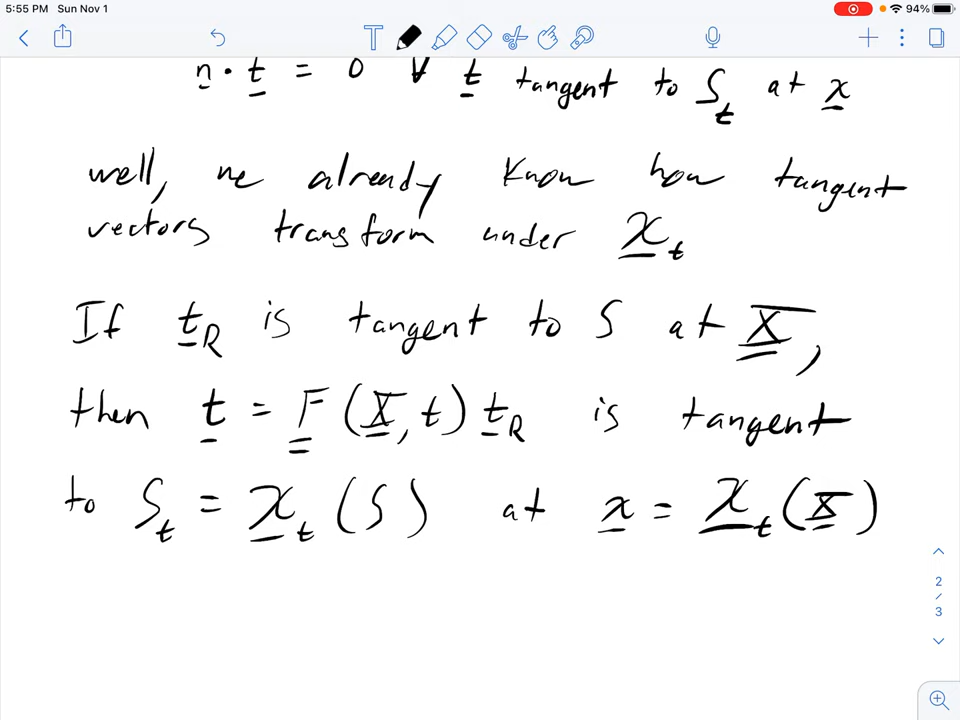 5:55 PM Sun Nov 1
94%
T
n · t = 0 ∀ t tangent to S_t at x
well, we already know how tangent
vectors transform under χ_t
If t_R is tangent to S at X,
then t = F(X, t) t_R is tangent
to S_t = χ_t(S) at x = χ_t(X)
2
/
3